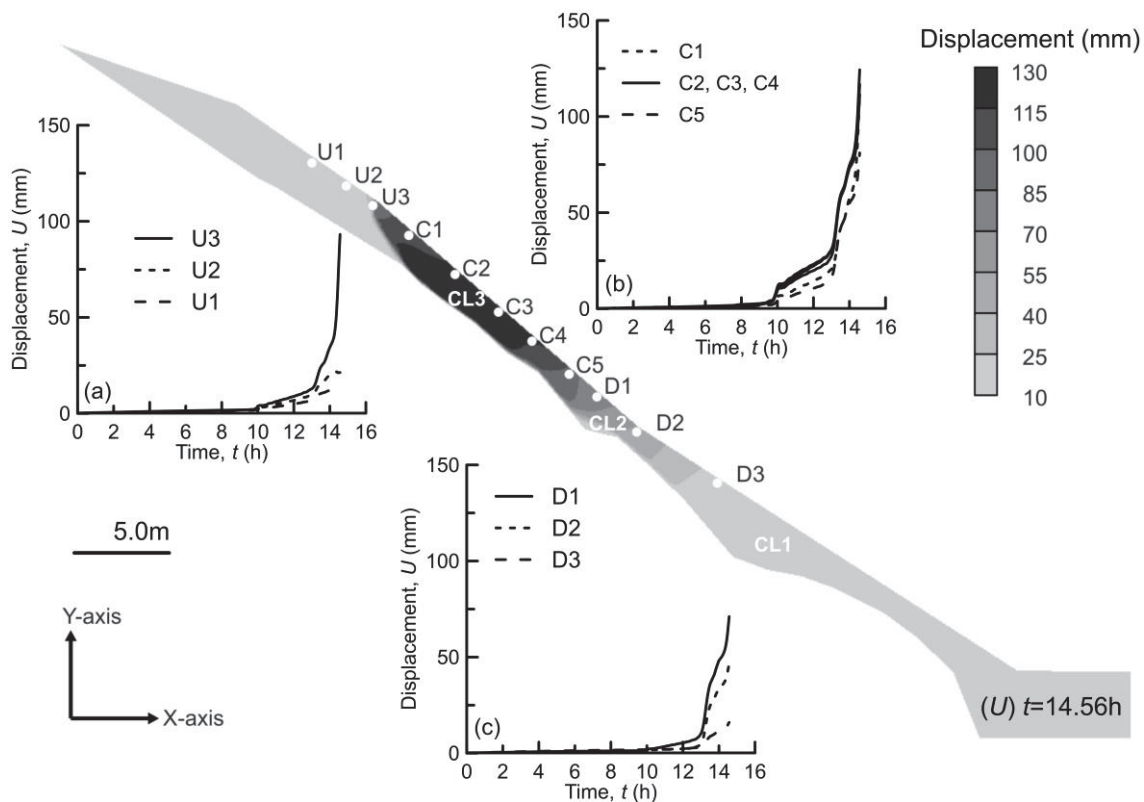 Displacement (mm)
130
115
100
85
70
55
40
25
10
C1
C2, C3, C4
C5
Displacement, U (mm)
150
100
50
0
(b)
0 2 4 6 8 10 12 14 16
Time, t (h)
Displacement, U (mm)
150
100
50
0
U3
U2
U1
(a)
0 2 4 6 8 10 12 14 16
Time, t (h)
U1
U2
U3
C1
C2
CL3
C3
C4
C5
D1
CL2
D2
D3
CL1
Displacement, U (mm)
150
100
50
0
D1
D2
D3
(c)
0 2 4 6 8 10 12 14 16
Time, t (h)
5.0m
Y-axis
X-axis
(U) t=14.56h